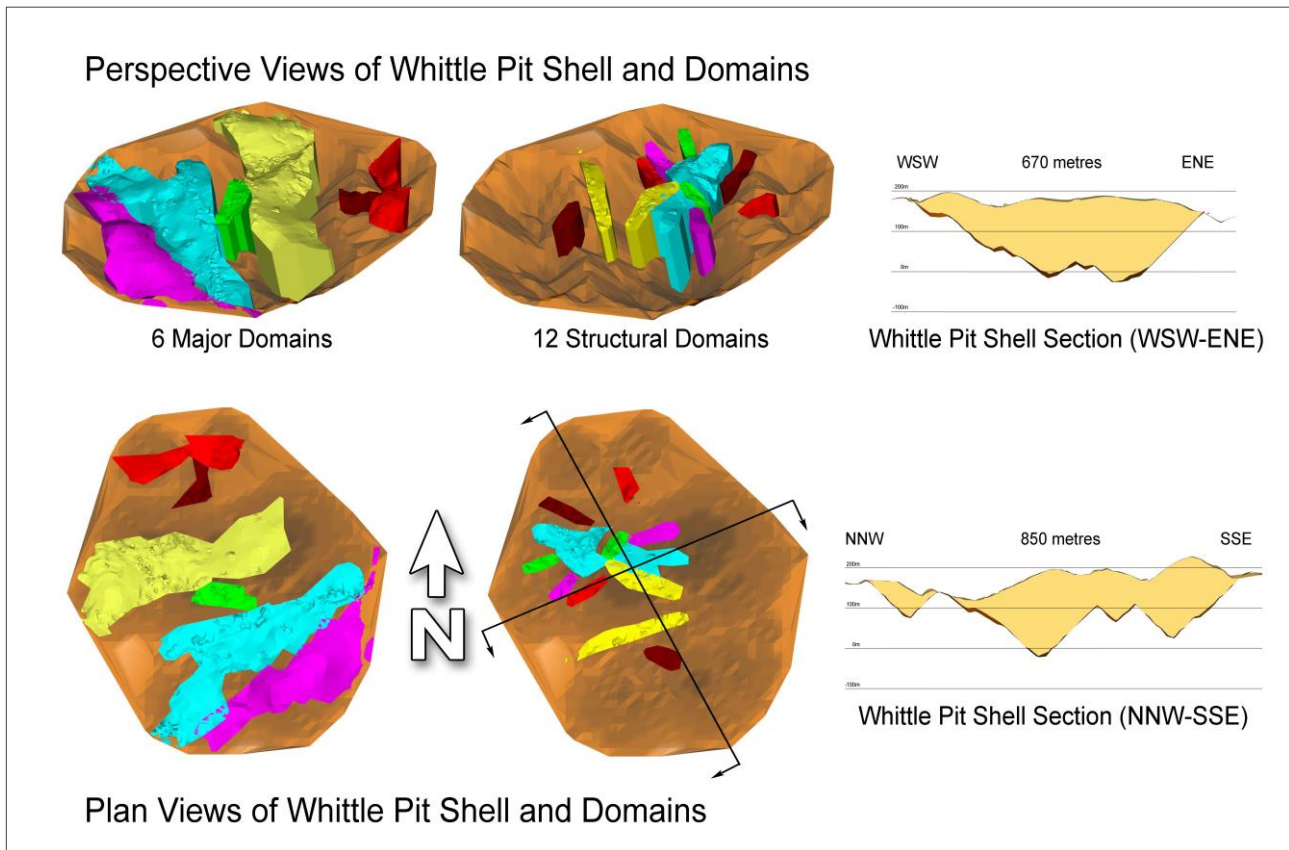 Perspective Views of Whittle Pit Shell and Domains
6 Major Domains
12 Structural Domains
WSW 670 metres ENE
200m
100m
0m
-100m
Whittle Pit Shell Section (WSW-ENE)
N
NNW 850 metres SSE
200m
100m
0m
-100m
Whittle Pit Shell Section (NNW-SSE)
Plan Views of Whittle Pit Shell and Domains